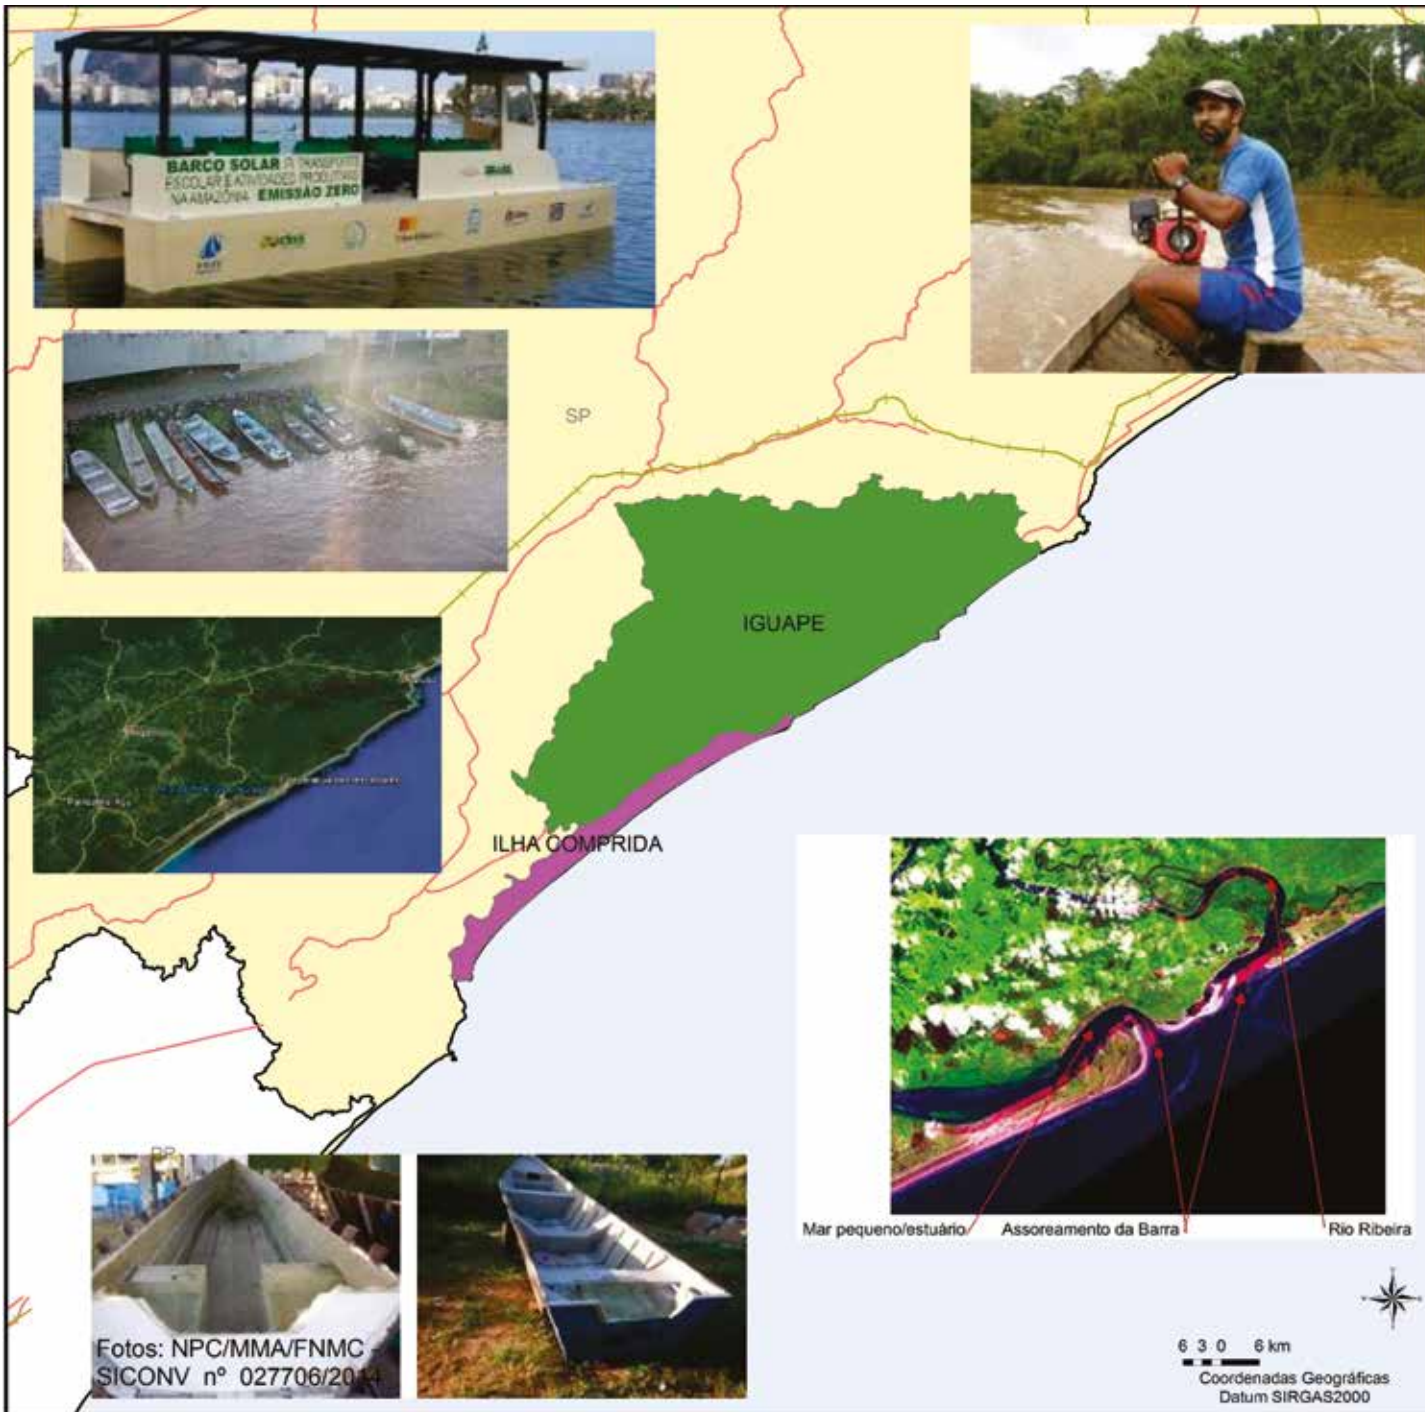 BARCO SOLAR P/ TRANSPORTE
ESCOLAR E ATIVIDADES PRODUTIVAS
NA AMAZÔNIA EMISSÃO ZERO
BRASIL
SP
IGUAPE
ILHA COMPRIDA
Mar pequeno/estuário
Assoreamento da Barra
Rio Ribeira
Fotos: NPC/MMA/FNMC -
SICONV nº 027706/2014
6 3 0 6 km
Coordenadas Geográficas
Datum SIRGAS2000